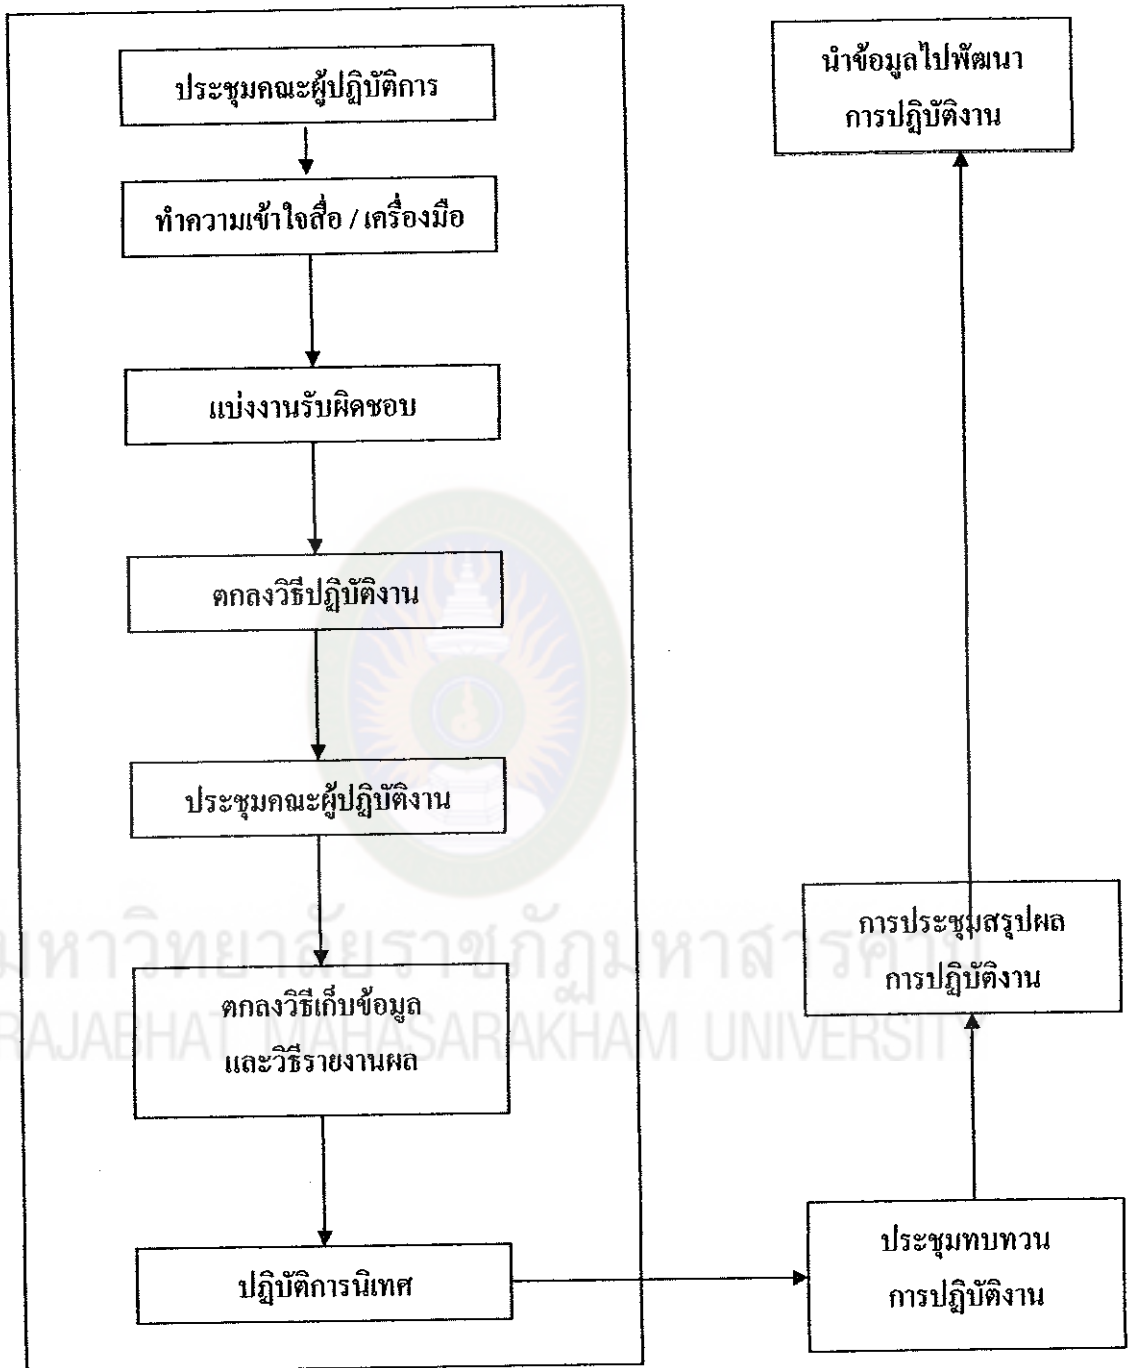 ประชุมคณะผู้ปฏิบัติการ
ทำความเข้าใจสื่อ / เครื่องมือ
แบ่งงานรับผิดชอบ
ตกลงวิธีปฏิบัติงาน
ประชุมคณะผู้ปฏิบัติงาน
ตกลงวิธีเก็บข้อมูล
และวิธีรายงานผล
ปฏิบัติการนิเทศ
ประชุมทบทวน
การปฏิบัติงาน
การประชุมสรุปผล
การปฏิบัติงาน
นำข้อมูลไปพัฒนา
การปฏิบัติงาน
มหาวิทยาลัยราชภัฏมหาสารคาม
RAJABHAT MAHASARAKHAM UNIVERSITY